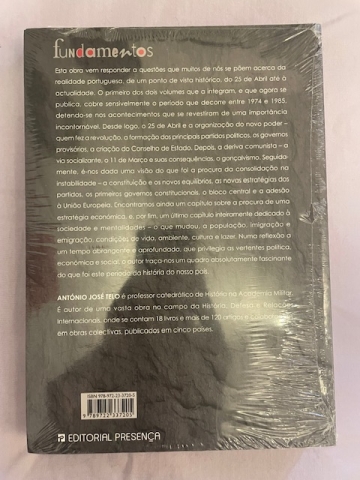 fundamentos
Esta obra vem responder a questões que muitos de nós se põem acerca da
realidade portuguesa, de um ponto de vista histórico, do 25 de Abril até à
actualidade. O primeiro dos dois volumes que a integram, e que agora se
publica, cobre sensivelmente o período que decorre entre 1974 e 1985,
detendo-se nos acontecimentos que se revestiram de uma importância
incontornável. Desde logo, o 25 de Abril e a organização do novo poder –
quem fez a revolução, a formação dos principais partidos políticos, os governos
provisórios, a criação do Conselho de Estado. Depois, a deriva comunista – a
via socializante, o 11 de Março e suas consequências, o gonçalvismo. Seguida-
mente, é-nos dada uma visão do que foi a procura da consolidação na
instabilidade – a constituição e os novos equilíbrios, as novas estratégias dos
partidos, os primeiros governos constitucionais, o bloco central e a adesão
à União Europeia. Encontramos ainda um capítulo sobre a procura de uma
estratégia económica, e, por fim, um último capítulo inteiramente dedicado à
sociedade e mentalidades – o que mudou, a população, imigração e
emigração, condições de vida, ambiente, cultura e lazer. Numa reflexão a
um tempo abrangente e aprofundada, que privilegia as vertentes política,
económica e social, o autor traça-nos um quadro absolutamente fascinante
do que foi este período da história do nosso país.
ANTÓNIO JOSÉ TELO é professor catedrático de História na Academia Militar.
É autor de uma vasta obra no campo da História, Defesa e Relações
Internacionais, onde se contam 18 livros e mais de 120 artigos e
em obras colectivas, publicados em cinco países.
ISBN 978-972-23-3720-5
9 789722 337205
EDITORIAL PRESENÇA